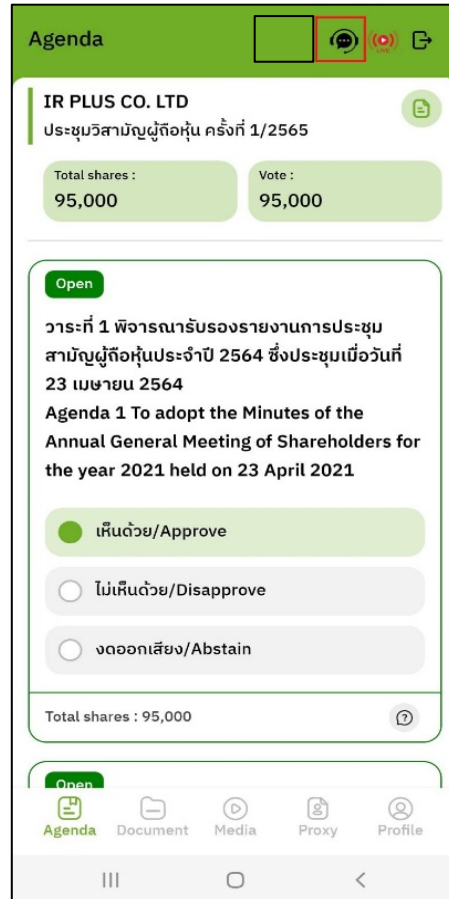 Agenda
LIVE
IR PLUS CO. LTD
ประชุมวิสามัญผู้ถือหุ้น ครั้งที่ 1/2565
Total shares :
95,000
Vote :
95,000
Open
วาระที่ 1 พิจารณารับรองรายงานการประชุม
สามัญผู้ถือหุ้นประจำปี 2564 ซึ่งประชุมเมื่อวันที่
23 เมษายน 2564
Agenda 1 To adopt the Minutes of the
Annual General Meeting of Shareholders for
the year 2021 held on 23 April 2021
เห็นด้วย/Approve
ไม่เห็นด้วย/Disapprove
งดออกเสียง/Abstain
Total shares : 95,000
Open
Agenda Document Media Proxy Profile